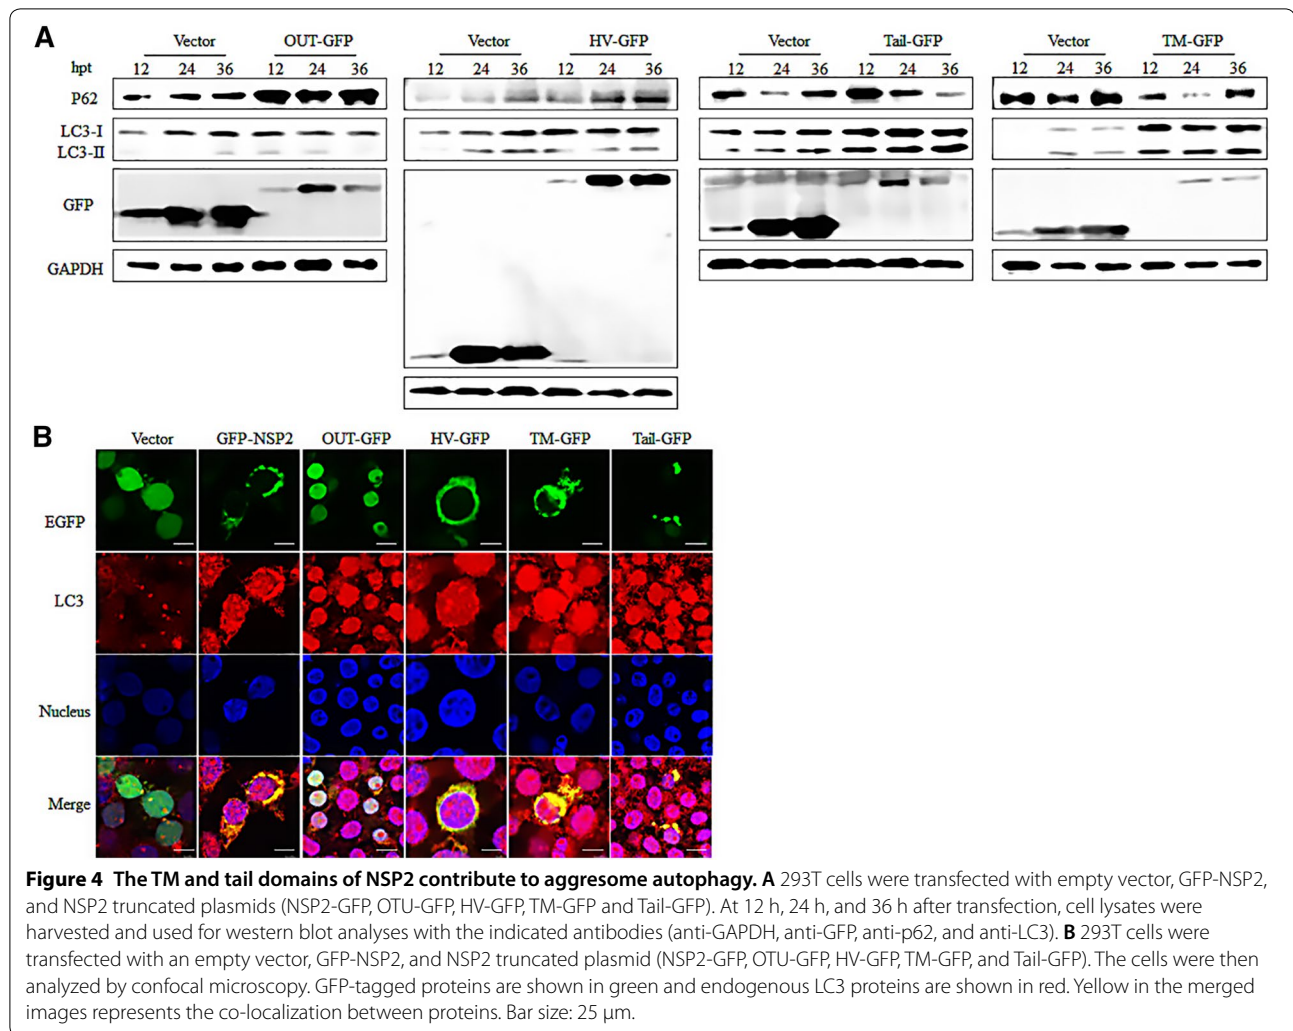 A
Vector OUT-GFP
hpt 12 24 36 12 24 36
Vector HV-GFP
12 24 36 12 24 36
Vector Tail-GFP
12 24 36 12 24 36
Vector TM-GFP
12 24 36 12 24 36
P62
LC3-I
LC3-II
GFP
GAPDH
B
Vector GFP-NSP2 OUT-GFP HV-GFP TM-GFP Tail-GFP
EGFP
LC3
Nucleus
Merge
Figure 4 The TM and tail domains of NSP2 contribute to aggresome autophagy. A 293T cells were transfected with empty vector, GFP-NSP2,
and NSP2 truncated plasmids (NSP2-GFP, OTU-GFP, HV-GFP, TM-GFP and Tail-GFP). At 12 h, 24 h, and 36 h after transfection, cell lysates were
harvested and used for western blot analyses with the indicated antibodies (anti-GAPDH, anti-GFP, anti-p62, and anti-LC3). B 293T cells were
transfected with an empty vector, GFP-NSP2, and NSP2 truncated plasmid (NSP2-GFP, OTU-GFP, HV-GFP, TM-GFP, and Tail-GFP). The cells were then
analyzed by confocal microscopy. GFP-tagged proteins are shown in green and endogenous LC3 proteins are shown in red. Yellow in the merged
images represents the co-localization between proteins. Bar size: 25 μm.